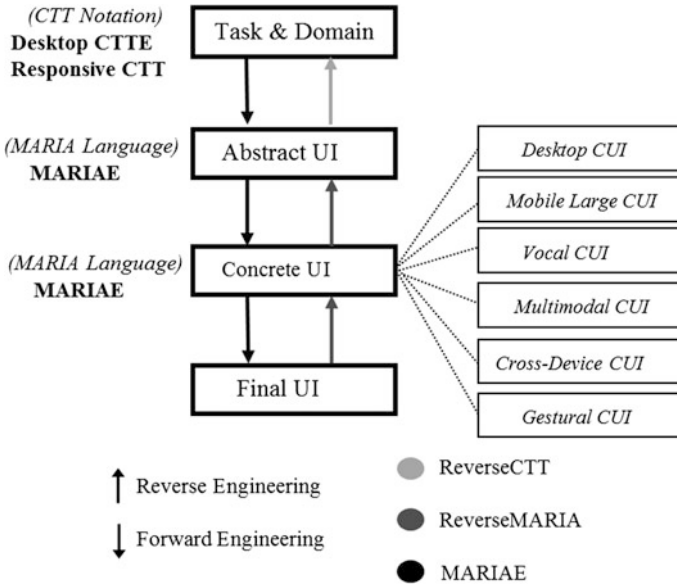 (CTT Notation)
Desktop CTTE
Responsive CTT
Task & Domain
(MARIA Language)
MARIAE
Abstract UI
(MARIA Language)
MARIAE
Concrete UI
Final UI
Desktop CUI
Mobile Large CUI
Vocal CUI
Multimodal CUI
Cross-Device CUI
Gestural CUI
Reverse Engineering
Forward Engineering
ReverseCTT
ReverseMARIA
MARIAE